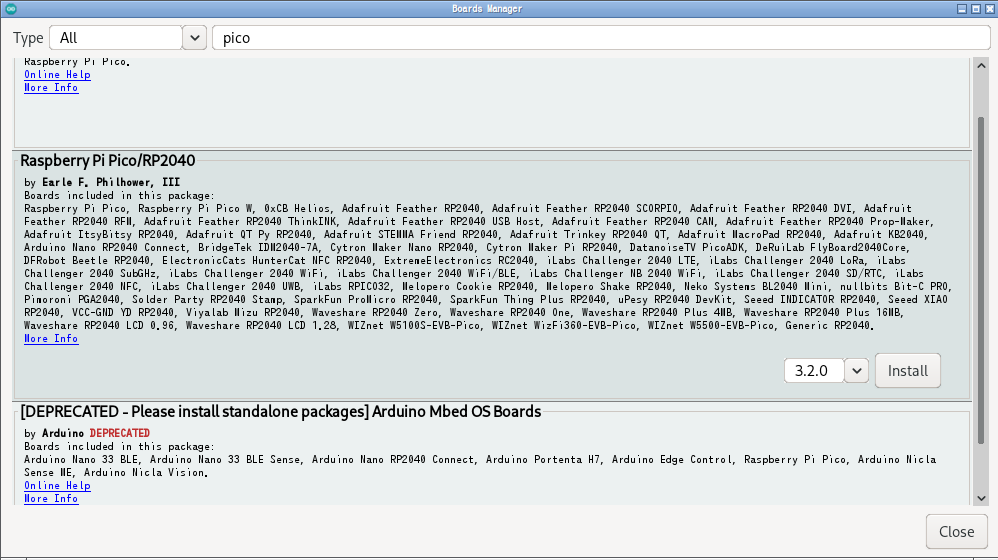 Boards Manager
Type All pico
Raspberry Pi Pico.
Online Help
More Info
Raspberry Pi Pico/RP2040
by Earle F. Philhower, III
Boards included in this package:
Raspberry Pi Pico, Raspberry Pi Pico W, 0xCB Helios, Adafruit Feather RP2040, Adafruit Feather RP2040 SCORPIO, Adafruit Feather RP2040 DVI, Adafruit
Feather RP2040 RFM, Adafruit Feather RP2040 ThinkINK, Adafruit Feather RP2040 USB Host, Adafruit Feather RP2040 CAN, Adafruit Feather RP2040 Prop-Maker,
Adafruit ItsyBitsy RP2040, Adafruit QT Py RP2040, Adafruit STEMMA Friend RP2040, Adafruit Trinkey RP2040 QT, Adafruit MacroPad RP2040, Adafruit KB2040,
Arduino Nano RP2040 Connect, BridgeTek IDM2040-7A, Cytron Maker Nano RP2040, Cytron Maker Pi RP2040, DatanoiseTV PicoADK, DeRuiLab FlyBoard2040Core,
DFRobot Beetle RP2040, ElectronicCats HunterCat NFC RP2040, ExtremeElectronics RC2040, iLabs Challenger 2040 LTE, iLabs Challenger 2040 LoRa, iLabs
Challenger 2040 SubGHz, iLabs Challenger 2040 WiFi, iLabs Challenger 2040 WiFi/BLE, iLabs Challenger NB 2040 WiFi, iLabs Challenger 2040 SD/RTC, iLabs
Challenger 2040 NFC, iLabs Challenger 2040 UWB, iLabs RPICO32, Melopero Cookie RP2040, Melopero Shake RP2040, Neko Systems BL2040 Mini, nullbits Bit-C PRO,
Pimoroni PGA2040, Solder Party RP2040 Stamp, SparkFun ProMicro RP2040, SparkFun Thing Plus RP2040, uPesy RP2040 DevKit, Seeed INDICATOR RP2040, Seeed XIAO
RP2040, VCC-GND YD RP2040, Viyalab Mizu RP2040, Waveshare RP2040 Zero, Waveshare RP2040 One, Waveshare RP2040 Plus 4MB, Waveshare RP2040 Plus 16MB,
Waveshare RP2040 LCD 0.96, Waveshare RP2040 LCD 1.28, WIZnet W5100S-EVB-Pico, WIZnet WizFi360-EVB-Pico, WIZnet W5500-EVB-Pico, Generic RP2040.
More Info
3.2.0 Install
[DEPRECATED - Please install standalone packages] Arduino Mbed OS Boards
by Arduino DEPRECATED
Boards included in this package:
Arduino Nano 33 BLE, Arduino Nano 33 BLE Sense, Arduino Nano RP2040 Connect, Arduino Portenta H7, Arduino Edge Control, Raspberry Pi Pico, Arduino Nicla
Sense ME, Arduino Nicla Vision.
Online Help
More Info
Close